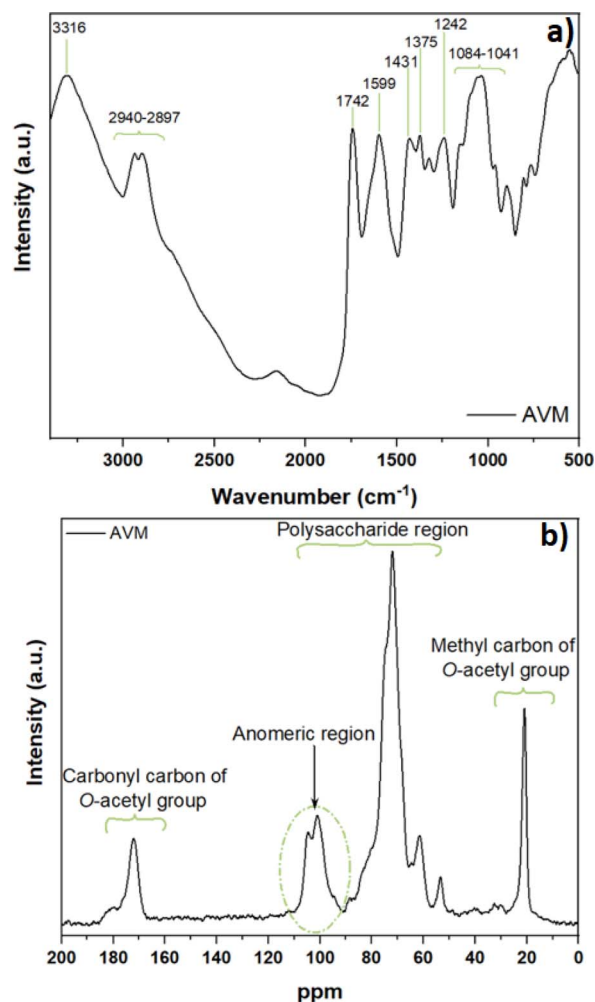 a)
3316
2940-2897
1742
1599
1431
1375
1242
1084-1041
Intensity (a.u.)
AVM
3000 2500 2000 1500 1000 500
Wavenumber (cm-1)
b)
AVM
Polysaccharide region
Methyl carbon of
O-acetyl group
Anomeric region
Carbonyl carbon of
O-acetyl group
Intensity (a.u.)
200 180 160 140 120 100 80 60 40 20 0
ppm